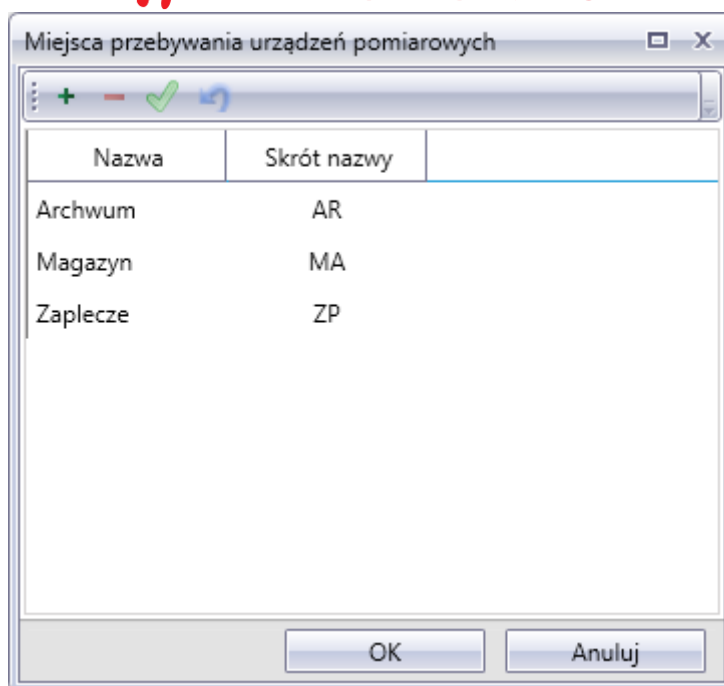 Miejsca przebywania urządzeń pomiarowych
Nazwa Skrót nazwy
Archwum AR
Magazyn MA
Zaplecze ZP
OK Anuluj